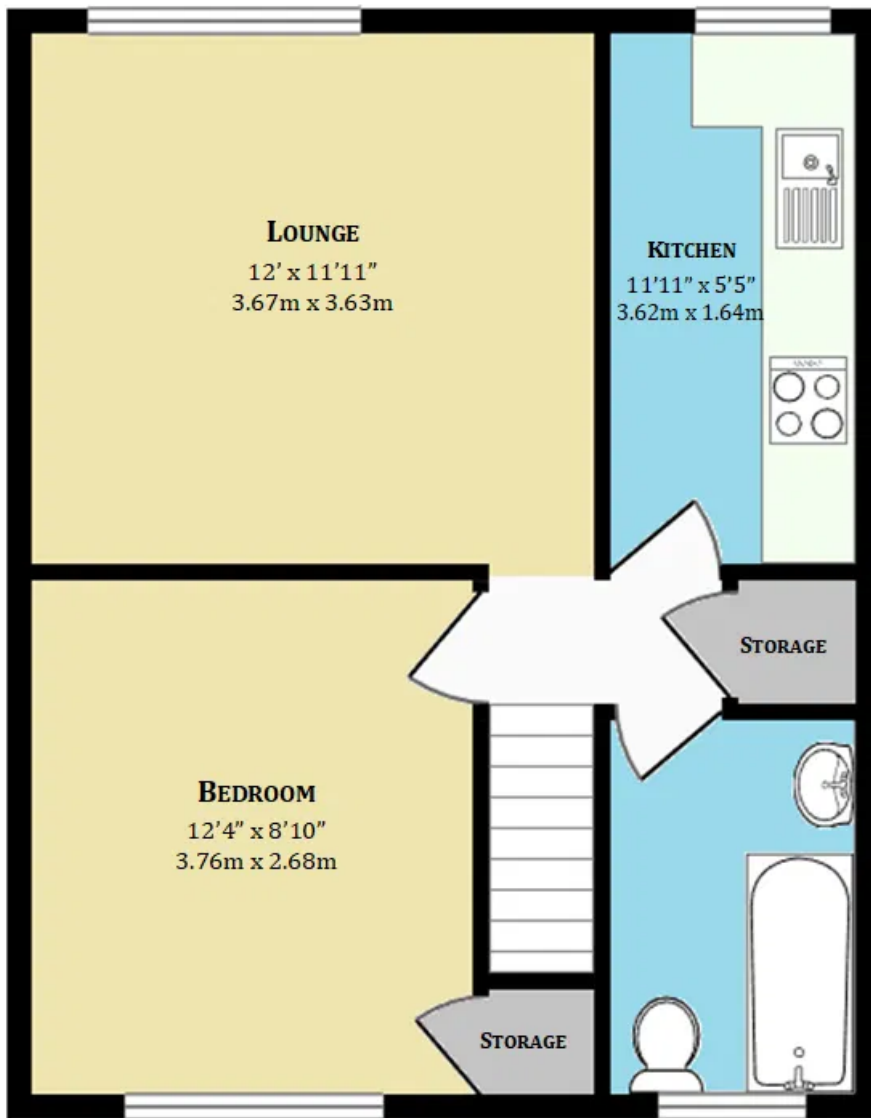 LOUNGE
12' x 11'11"
3.67m x 3.63m
KITCHEN
11'11" x 5'5"
3.62m x 1.64m
STORAGE
BEDROOM
12'4" x 8'10"
3.76m x 2.68m
STORAGE